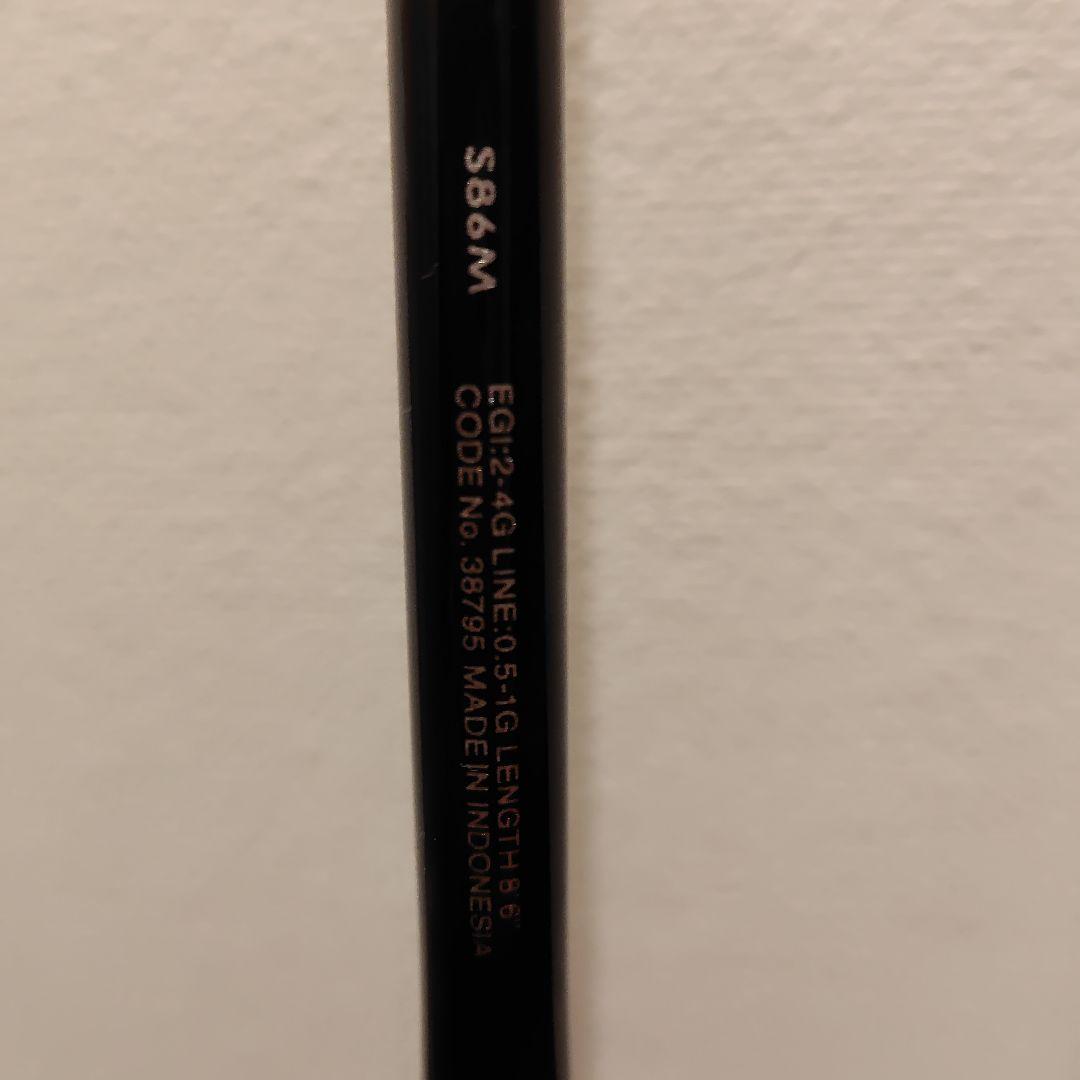 S86M
EGI:2-4G LINE:0.5-1G LENGTH 8'6"
CODE No. 38795 MADE IN INDONESIA